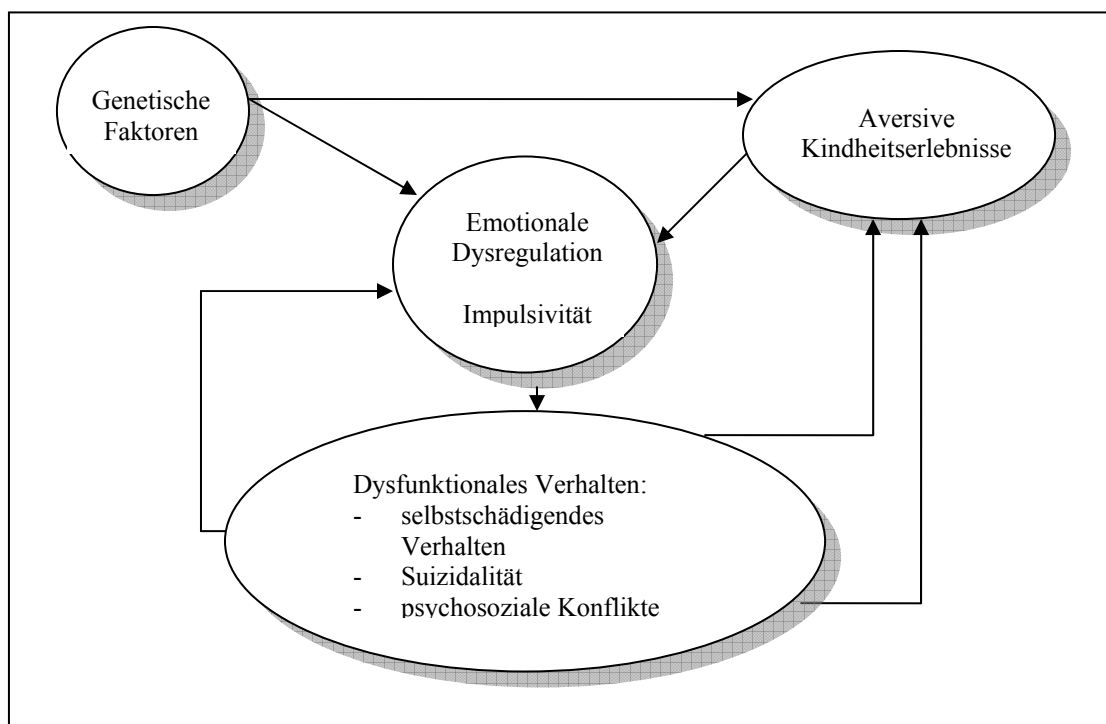 Genetische
Faktoren
Aversive
Kindheitserlebnisse
Emotionale
Dysregulation
Impulsivität
Dysfunktionales Verhalten:
- selbstschädigendes
Verhalten
- Suizidalität
- psychosoziale Konflikte